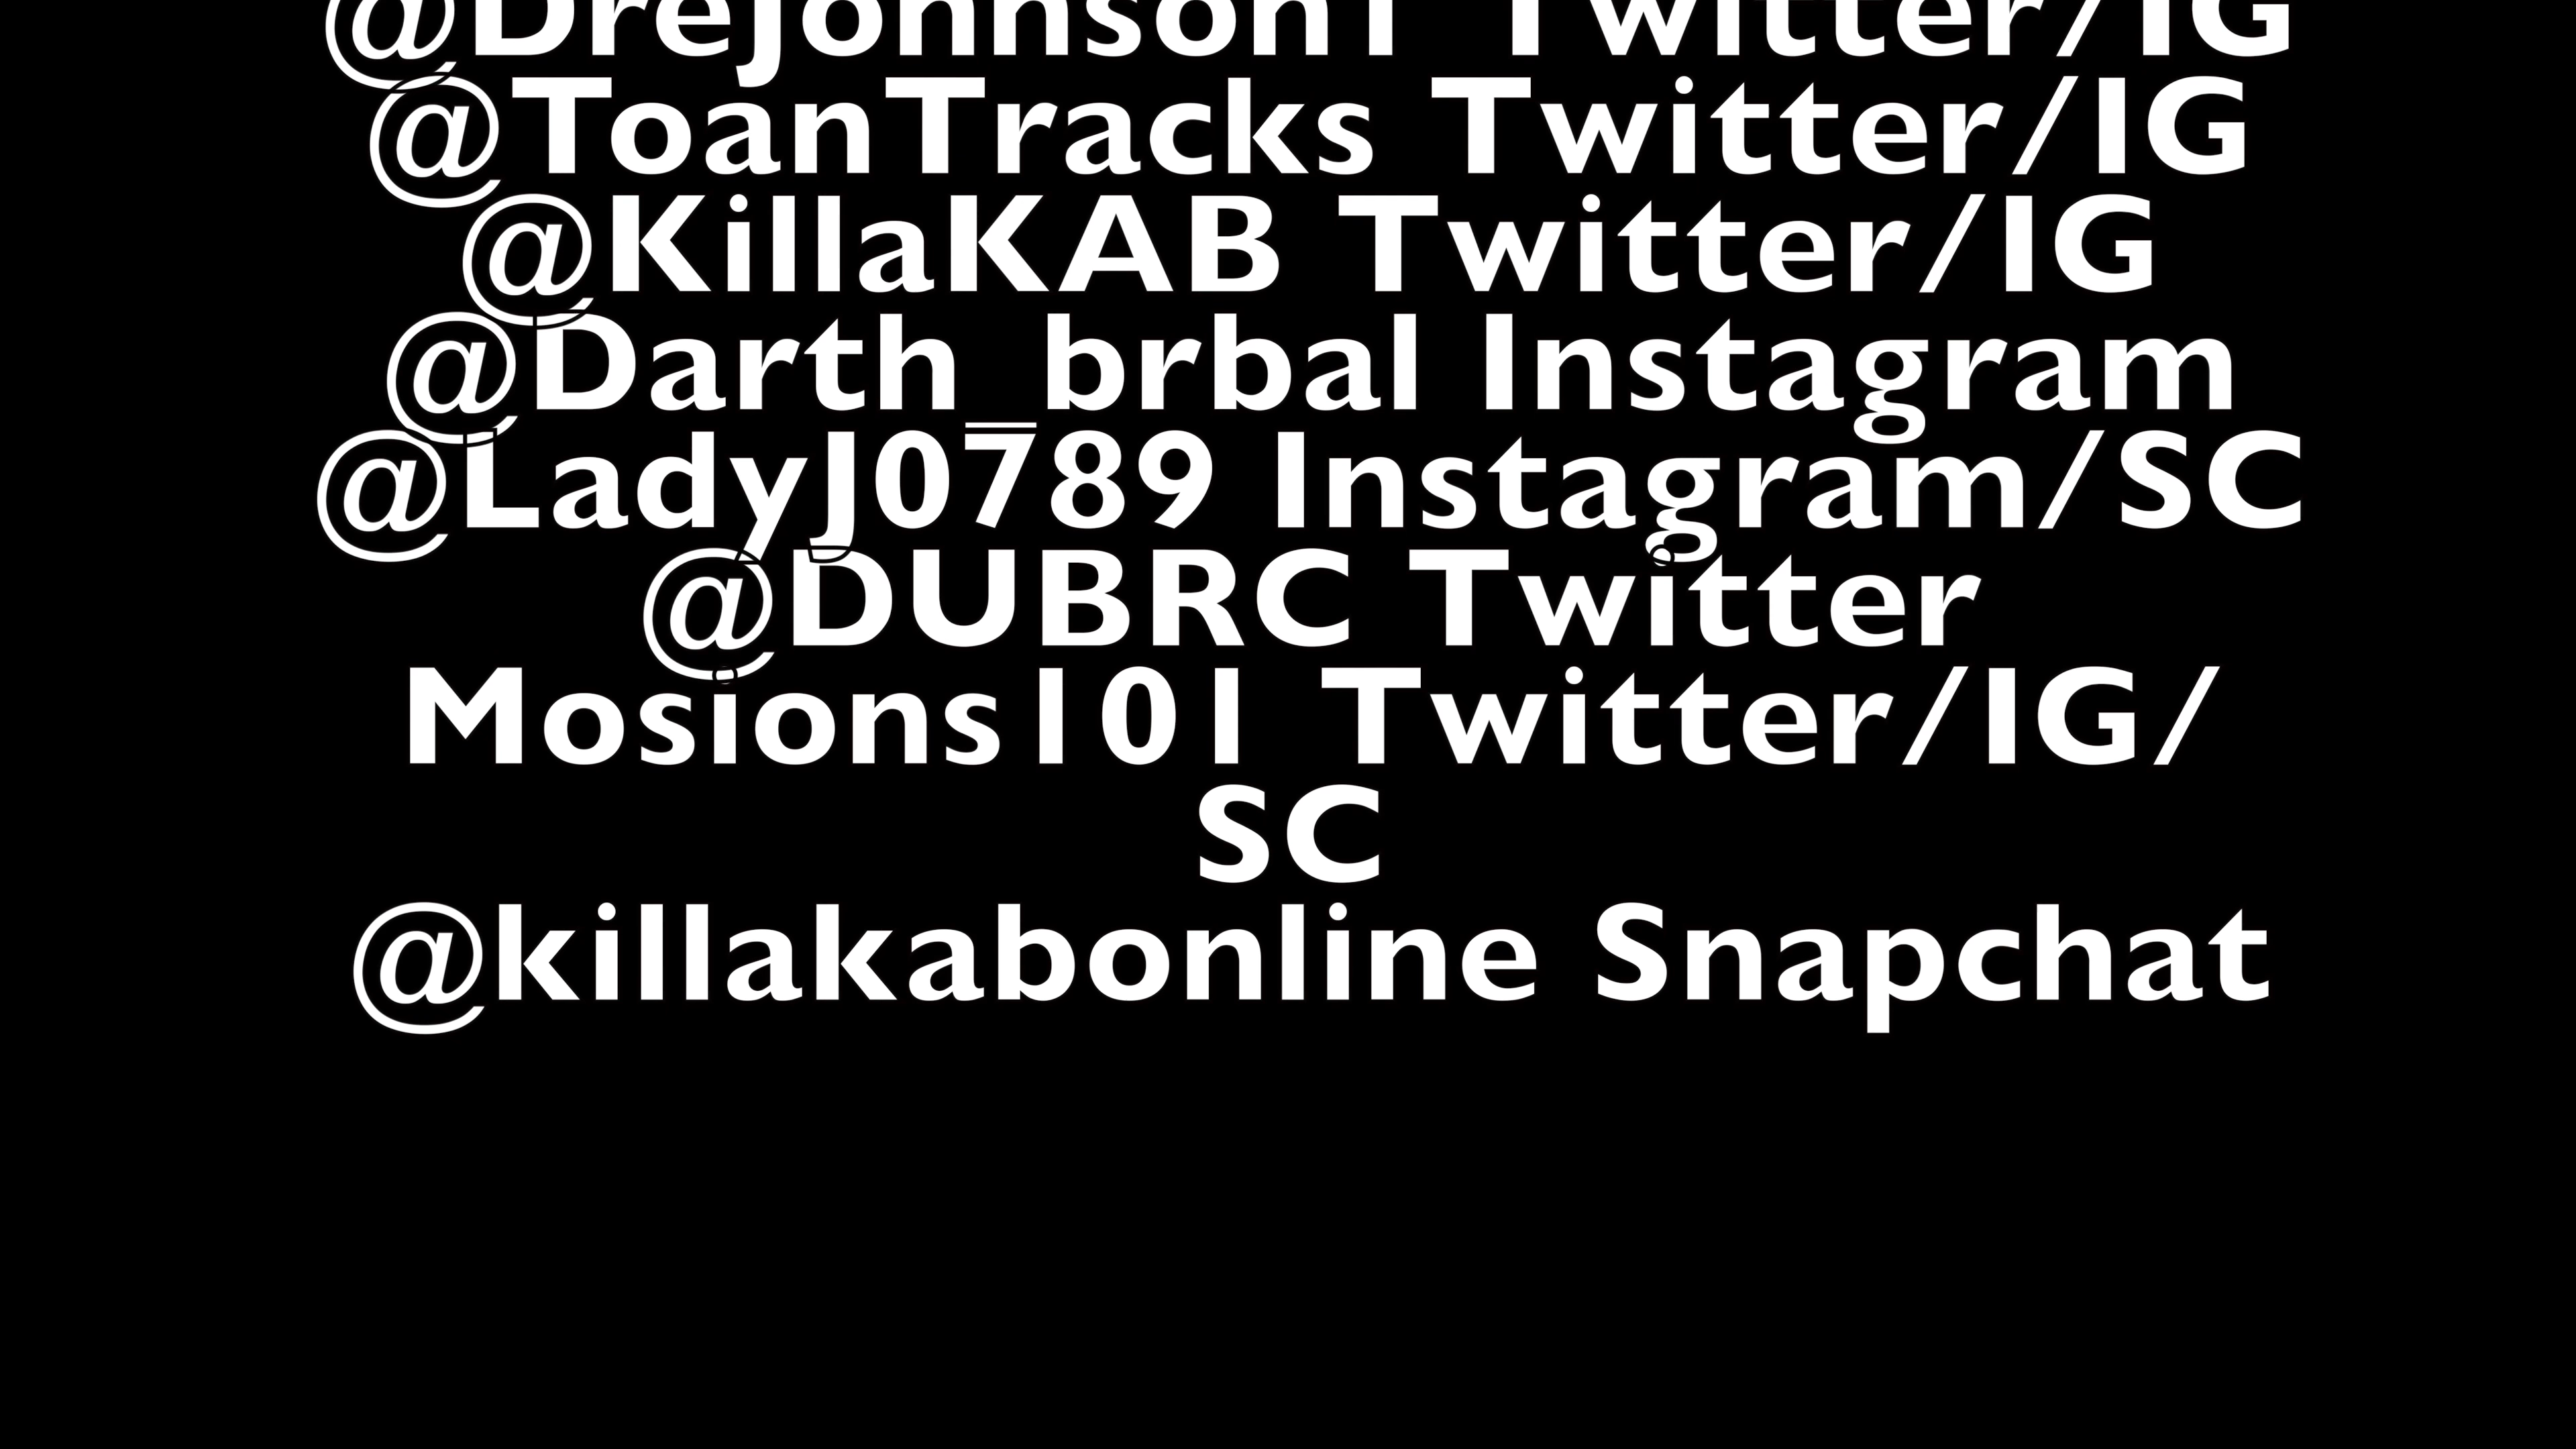 @DreJohnson1 Twitter/IG
@ToanTracks Twitter/IG
@KillaKAB Twitter/IG
@Darth_brbal Instagram
@LadyJ0789 Instagram/SC
@DUBRC Twitter
Mosions101 Twitter/IG/
SC
@killakabonline Snapchat